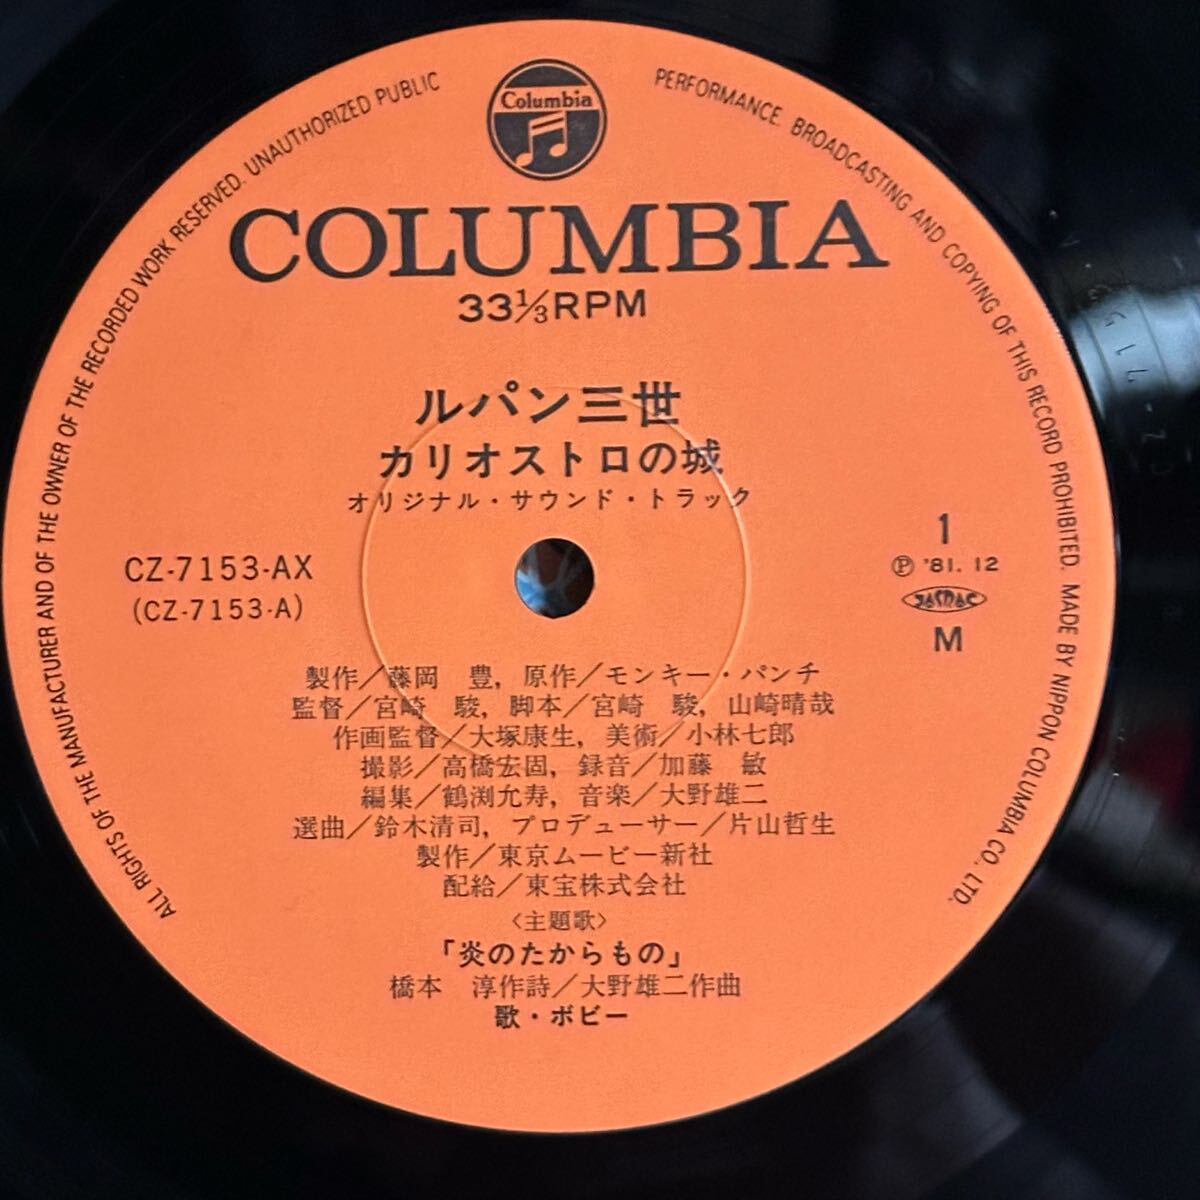 ALL RIGHTS OF THE MANUFACTURER AND OF THE OWNER OF THE RECORDED WORK RESERVED. UNAUTHORIZED PUBLIC PERFORMANCE. BROADCASTING AND COPYING OF THIS RECORD PROHIBITED. MADE BY NIPPON COLUMBIA CO., LTD.
Columbia
COLUMBIA
33⅓RPM
ルパン三世
カリオストロの城
オリジナル・サウンド・トラック
CZ-7153-AX
(CZ-7153-A)
1
Ⓟ '81. 12
JASRAC
M
製作／藤岡 豊, 原作／モンキー・パンチ
監督／宮崎 駿, 脚本／宮崎 駿, 山崎晴哉
作画監督／大塚康生, 美術／小林七郎
撮影／高橋宏固, 録音／加藤 敏
編集／鶴渕允寿, 音楽／大野雄二
選曲／鈴木清司, プロデューサー／片山哲生
製作／東京ムービー新社
配給／東宝株式会社
〈主題歌〉
「炎のたからもの」
橋本 淳作詩／大野雄二作曲
歌・ボビー